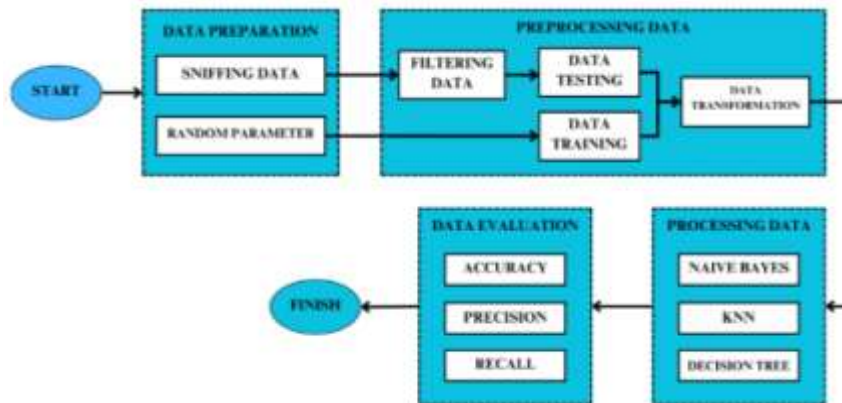 DATA PREPARATION
PREPROCESSING DATA
START
SNIFFING DATA
FILTERING
DATA
DATA
TESTING
DATA
TRANSFORMATION
RANDOM PARAMETER
DATA
TRAINING
DATA EVALUATION
PROCESSING DATA
FINISH
ACCURACY
NAIVE BAYES
PRECISION
KNN
RECALL
DECISION TREE